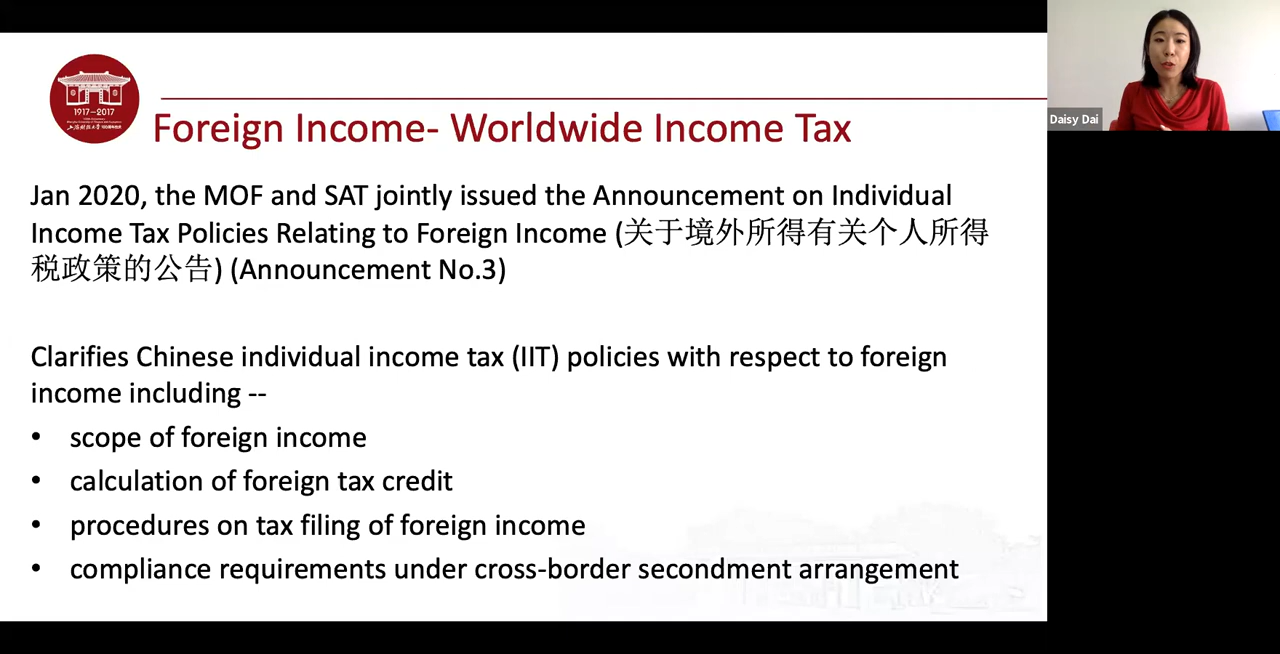 1917-2017
Foreign Income- Worldwide Income Tax
Jan 2020, the MOF and SAT jointly issued the Announcement on Individual
Income Tax Policies Relating to Foreign Income (关于境外所得有关个人所得
税政策的公告) (Announcement No.3)
Clarifies Chinese individual income tax (IIT) policies with respect to foreign
income including --
• scope of foreign income
• calculation of foreign tax credit
• procedures on tax filing of foreign income
• compliance requirements under cross-border secondment arrangement
Daisy Dai